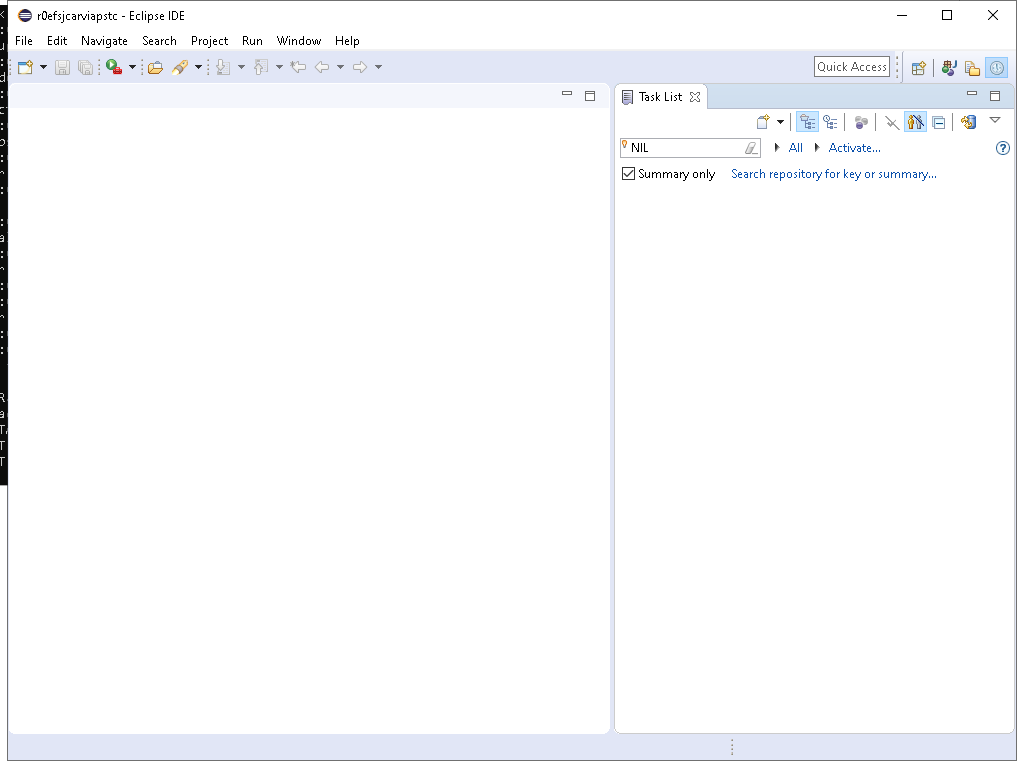 r0efsjcarviapstc - Eclipse IDE
File Edit Navigate Search Project Run Window Help
Quick Access
Task List
NIL All Activate...
Summary only Search repository for key or summary...